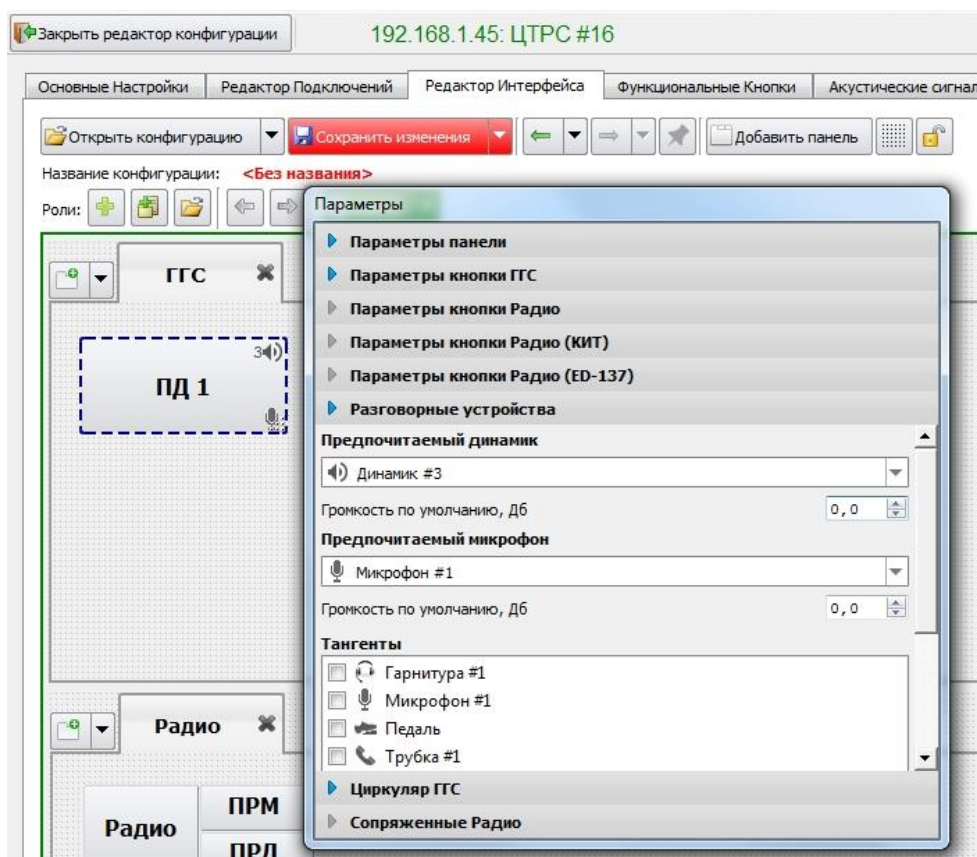 Закрыть редактор конфигурации
192.168.1.45: ЦТРС #16
Основные Настройки Редактор Подключений Редактор Интерфейса Функциональные Кнопки Акустические сигнал
Открыть конфигурацию Сохранить изменения Добавить панель
Название конфигурации: <Без названия>
Роли:
Параметры
Параметры панели
ГГС
Параметры кнопки ГГС
Параметры кнопки Радио
Параметры кнопки Радио (КИТ)
3
ПД 1
Параметры кнопки Радио (ED-137)
Разговорные устройства
Предпочитаемый динамик
Динамик #3
Громкость по умолчанию, Дб 0,0
Предпочитаемый микрофон
Микрофон #1
Громкость по умолчанию, Дб 0,0
Тангенты
Гарнитура #1
Микрофон #1
Педаль
Трубка #1
Циркуляр ГГС
Сопряженные Радио
Радио
Радио
ПРМ
ПРД